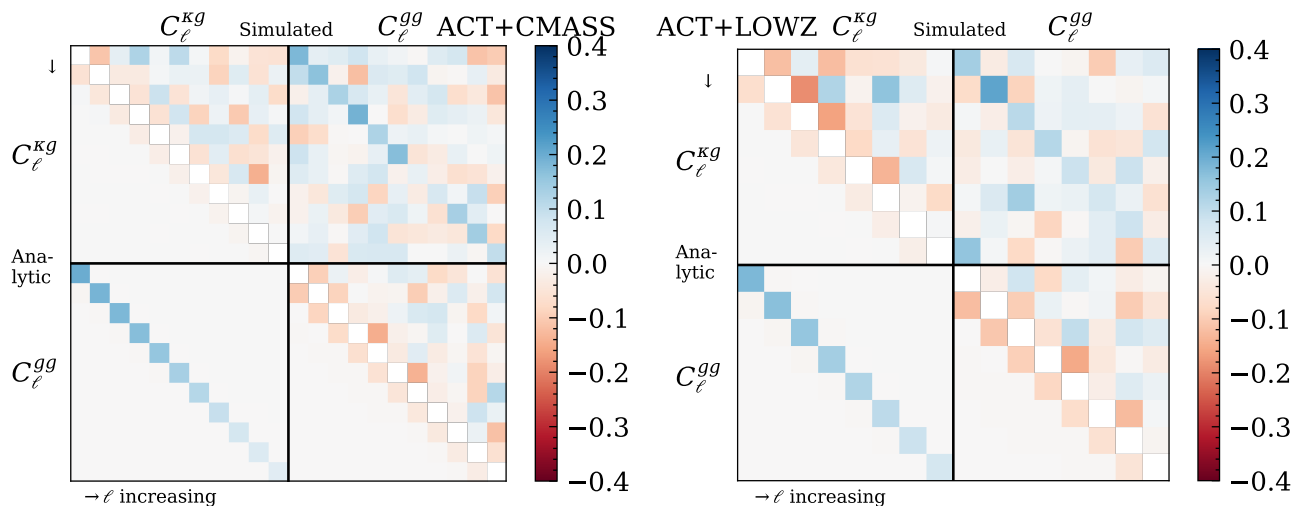 C_ℓ^{κg} Simulated C_ℓ^{gg} ACT+CMASS
↓
C_ℓ^{κg}
Ana-
lytic
C_ℓ^{gg}
→ ℓ increasing
0.4
0.3
0.2
0.1
0.0
−0.1
−0.2
−0.3
−0.4
ACT+LOWZ C_ℓ^{κg} Simulated C_ℓ^{gg}
↓
C_ℓ^{κg}
Ana-
lytic
C_ℓ^{gg}
→ ℓ increasing
0.4
0.3
0.2
0.1
0.0
−0.1
−0.2
−0.3
−0.4